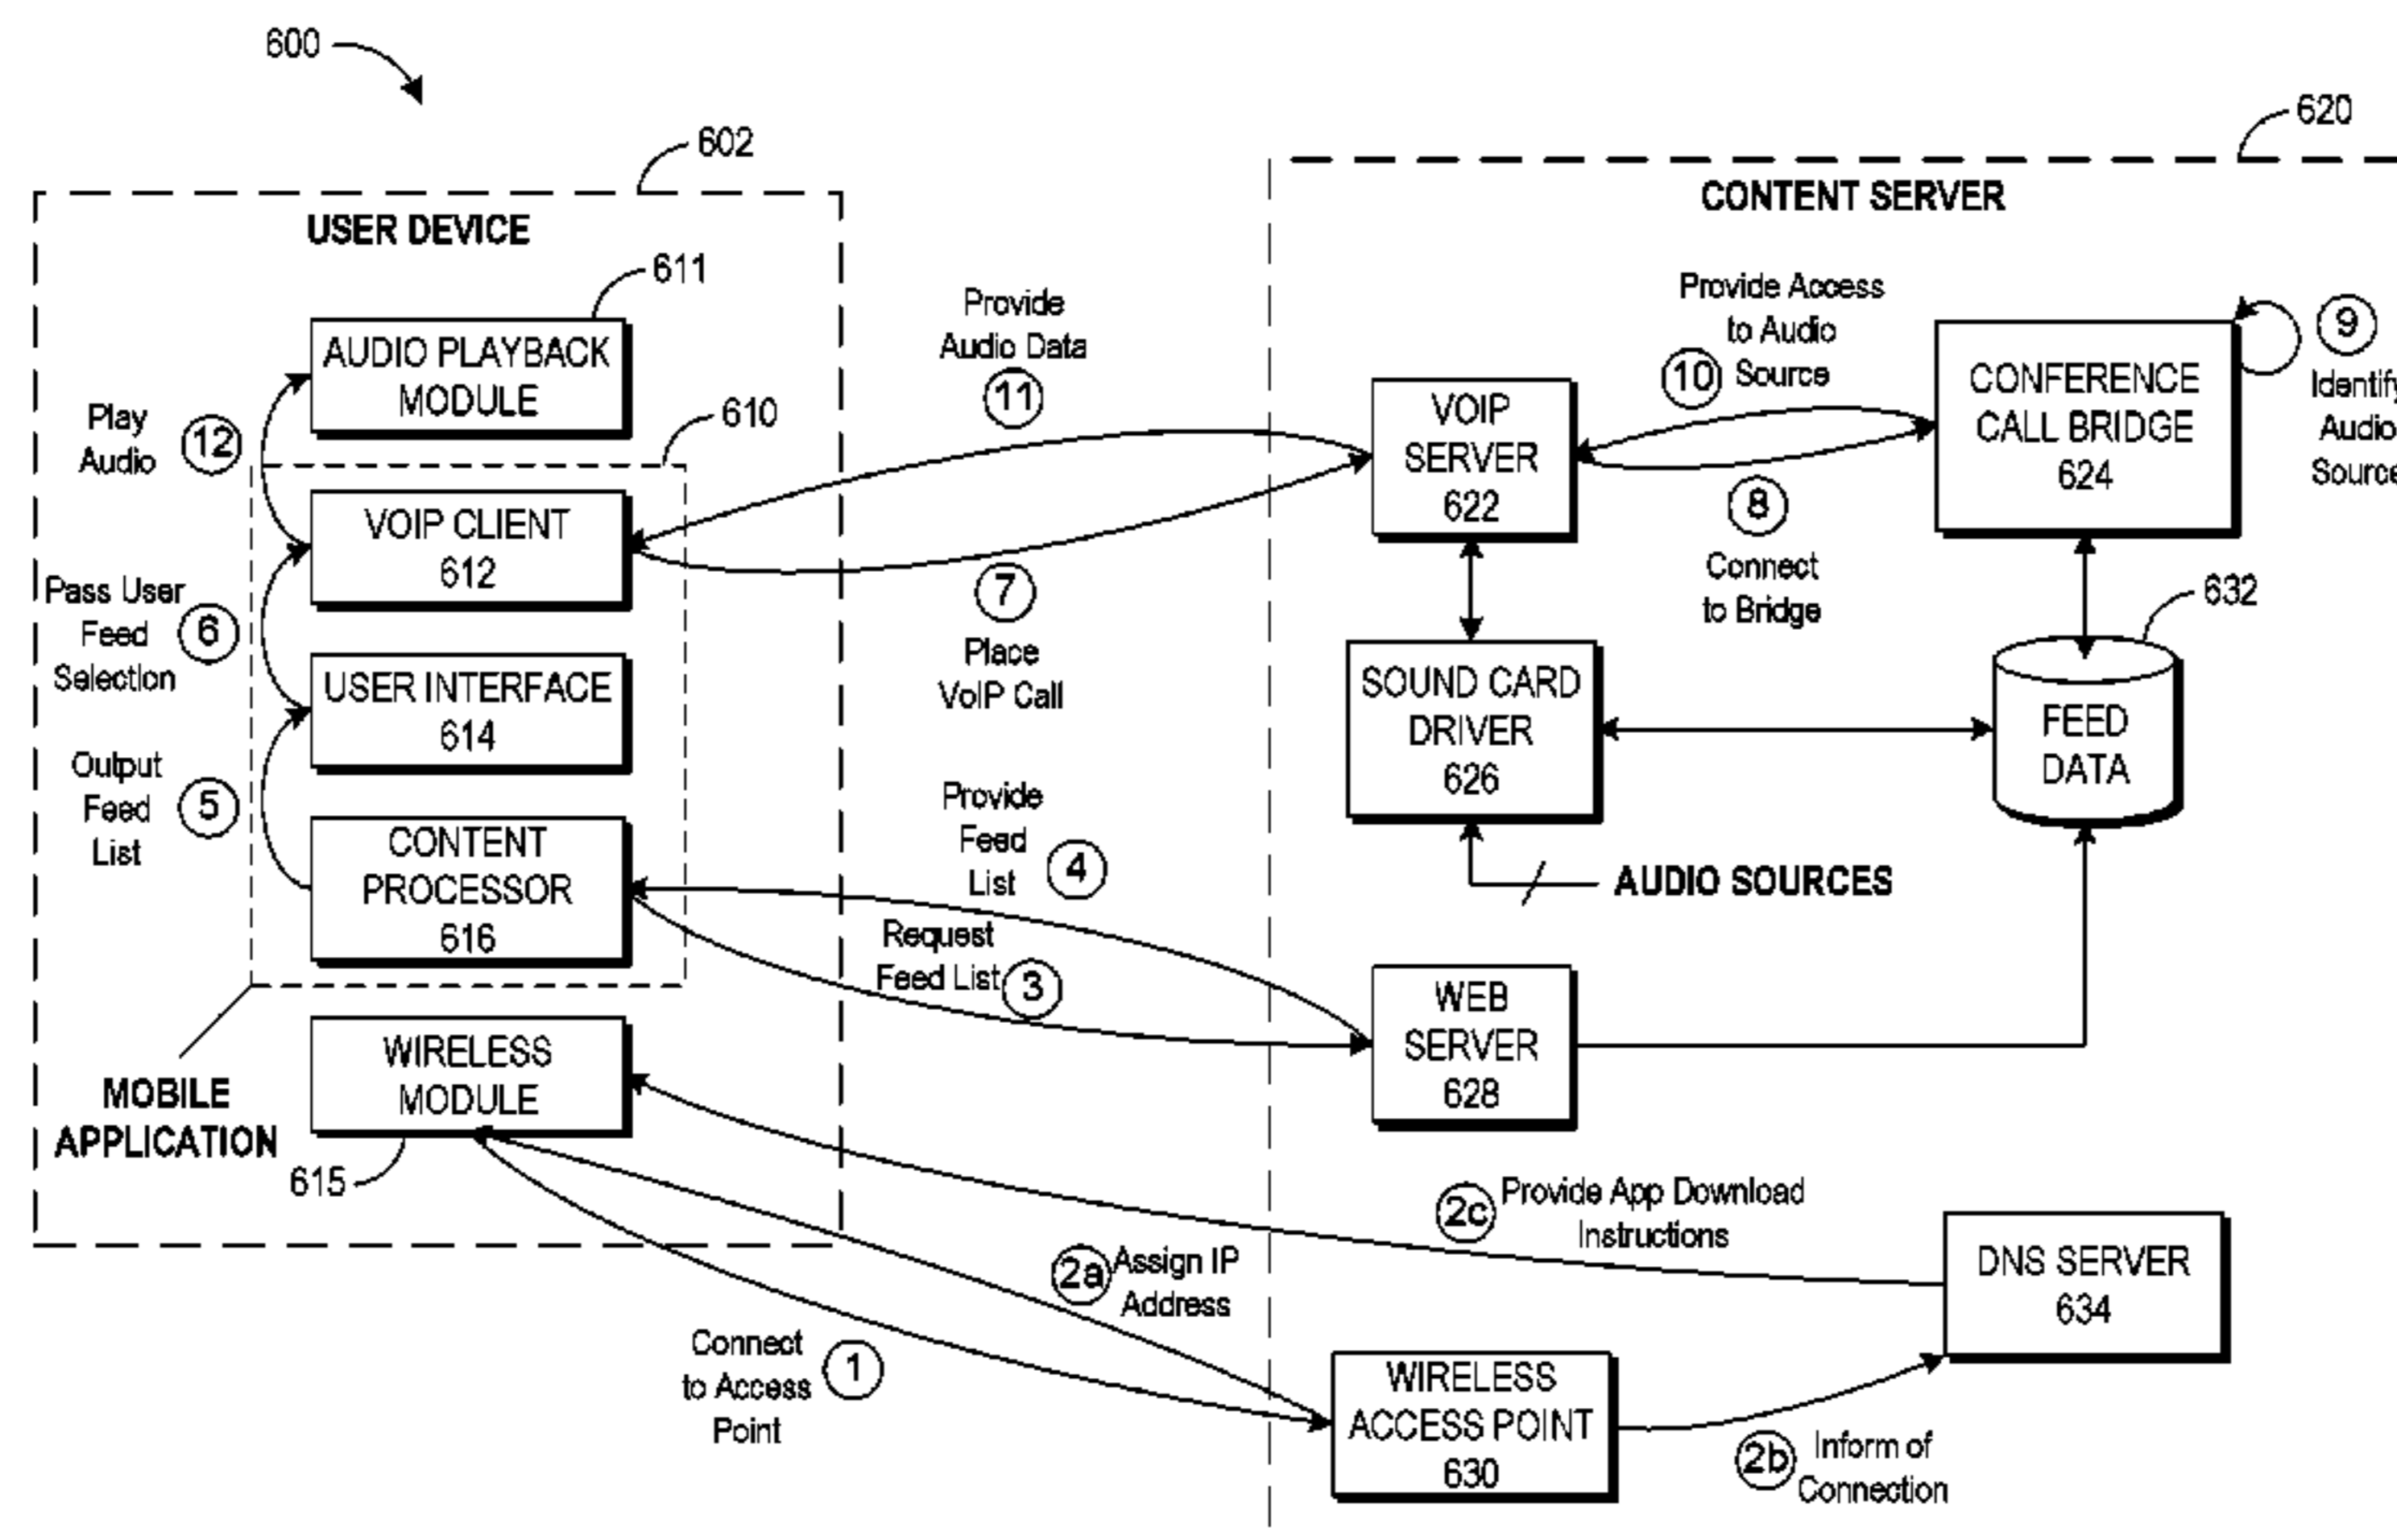 600
602
USER DEVICE
611
AUDIO PLAYBACK
MODULE
Play
Audio
12
610
VOIP CLIENT
612
Pass User
Feed
Selection
6
USER INTERFACE
614
Output
Feed
List
5
CONTENT
PROCESSOR
616
MOBILE
APPLICATION
WIRELESS
MODULE
615
Provide
Audio Data
11
7
Place
VoIP Call
Provide
Feed
List
4
Request
Feed List
3
2a
Assign IP
Address
Connect
to Access
Point
1
620
CONTENT SERVER
VOIP
SERVER
622
Provide Access
to Audio
Source
10
8
Connect
to Bridge
CONFERENCE
CALL BRIDGE
624
9
Identify
Audio
Source
SOUND CARD
DRIVER
626
632
FEED
DATA
AUDIO SOURCES
WEB
SERVER
628
2c
Provide App Download
Instructions
DNS SERVER
634
WIRELESS
ACCESS POINT
630
2b
Inform of
Connection